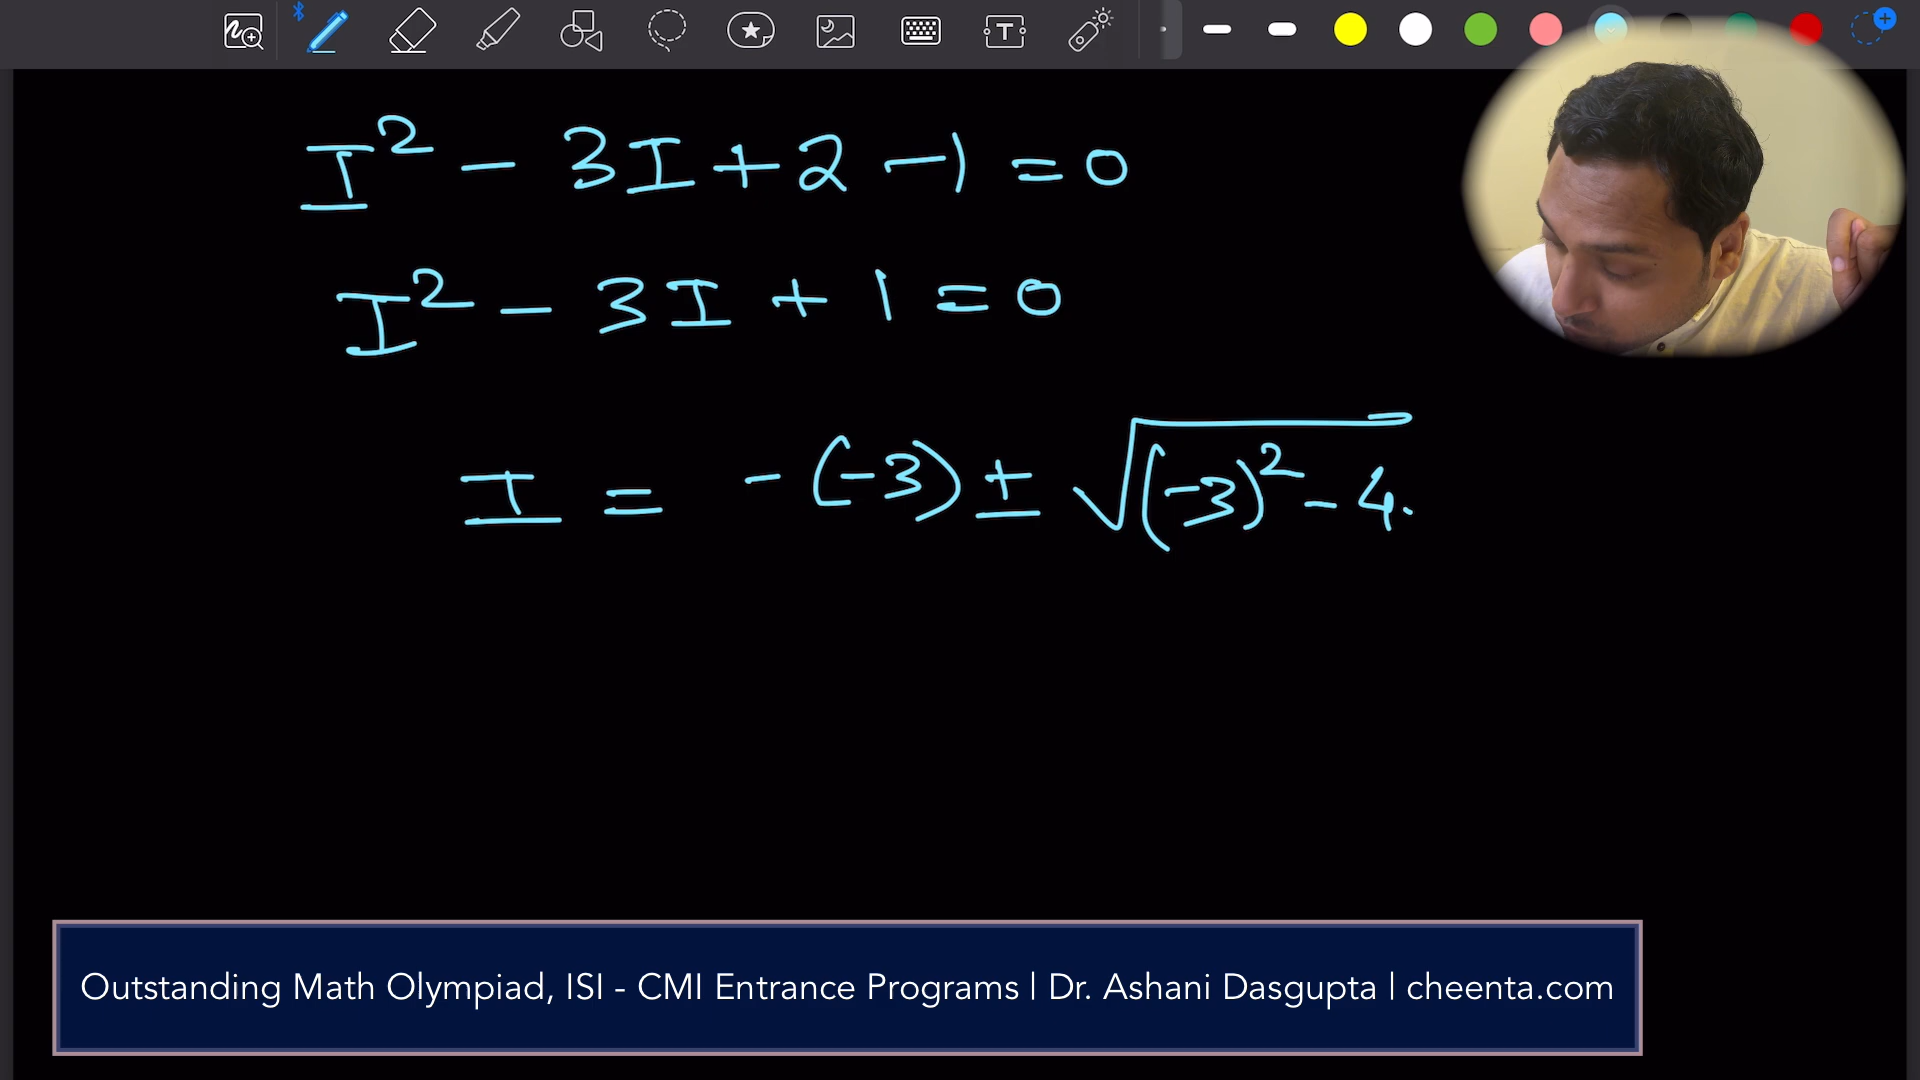 I² - 3I + 2 - 1 = 0
I² - 3I + 1 = 0
I = -(-3) ± √(-3)² - 4.
Outstanding Math Olympiad, ISI - CMI Entrance Programs | Dr. Ashani Dasgupta | cheenta.com